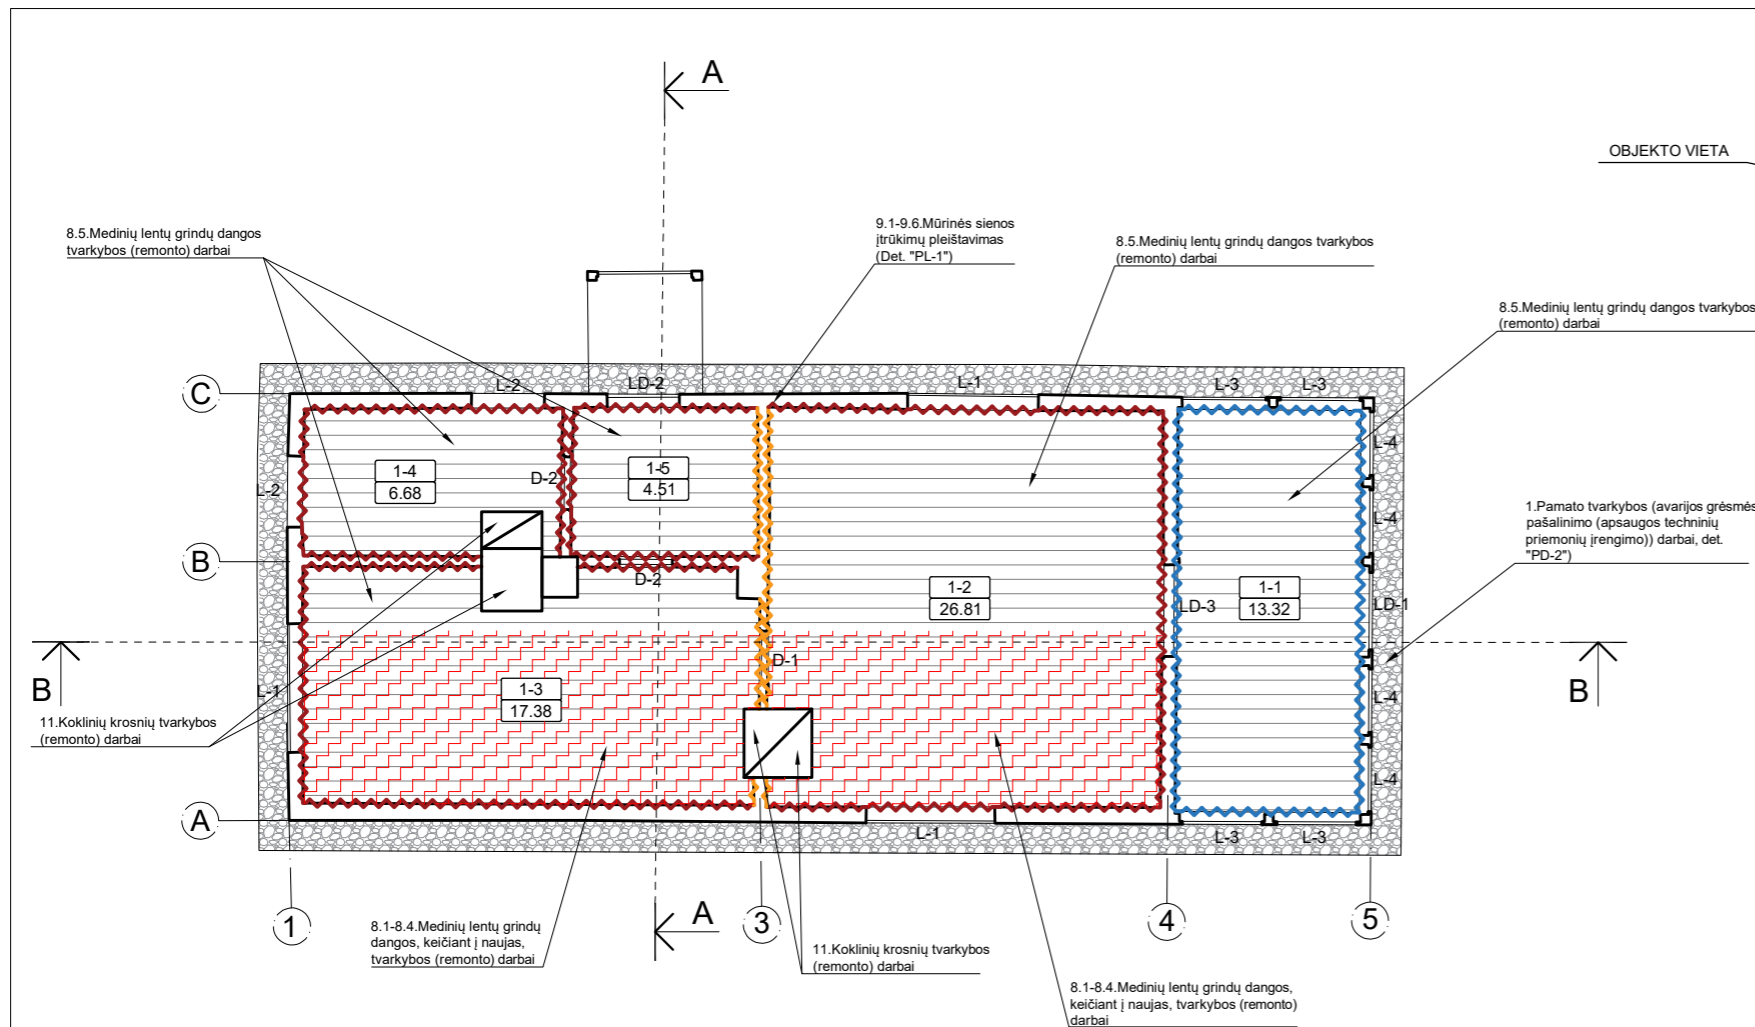 A
OBJEKTO VIETA
8.5.Medinių lentų grindų dangos
tvarkybos (remonto) darbai
9.1-9.6.Mūrinės sienos
įtrūkimų pleištavimas
(Det. "PL-1")
8.5.Medinių lentų grindų dangos tvarkybos
(remonto) darbai
8.5.Medinių lentų grindų dangos tvarkybos
(remonto) darbai
C
L-2
LD-2
L-1
L-3
L-3
L-4
1-4
6.68
D-2
1-5
4.51
L-2
L-4
1.Pamato tvarkybos (avarijos grėsmės
pašalinimo (apsaugos techninių
priemonių įrengimo)) darbai, det.
"PD-2")
B
D-2
1-2
26.81
LD-3
1-1
13.32
LD-1
B
L-1
D-1
1-3
17.38
L-4
B
11.Koklinių krosnių tvarkybos
(remonto) darbai
L-4
A
L-1
L-3
L-3
1
A
3
4
5
8.1-8.4.Medinių lentų grindų
dangos, keičiant į naujas,
tvarkybos (remonto) darbai
11.Koklinių krosnių tvarkybos
(remonto) darbai
8.1-8.4.Medinių lentų grindų dangos,
keičiant į naujas, tvarkybos (remonto)
darbai